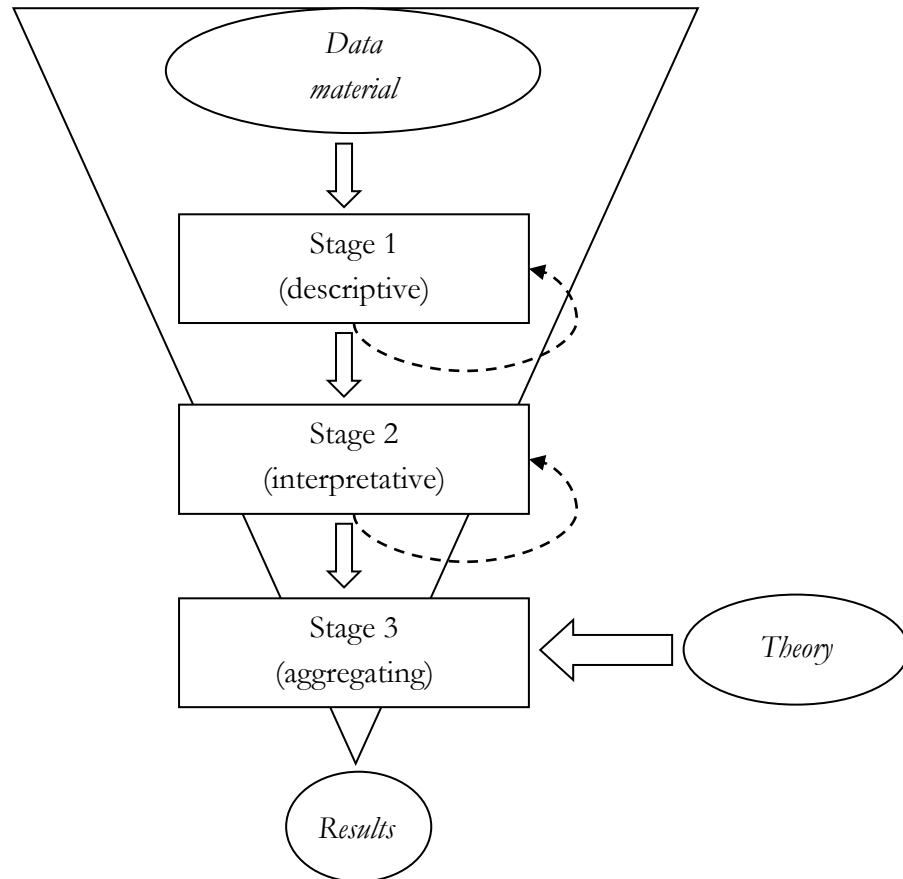 Data
material
Stage 1
(descriptive)
Stage 2
(interpretative)
Stage 3
(aggregating)
Theory
Results